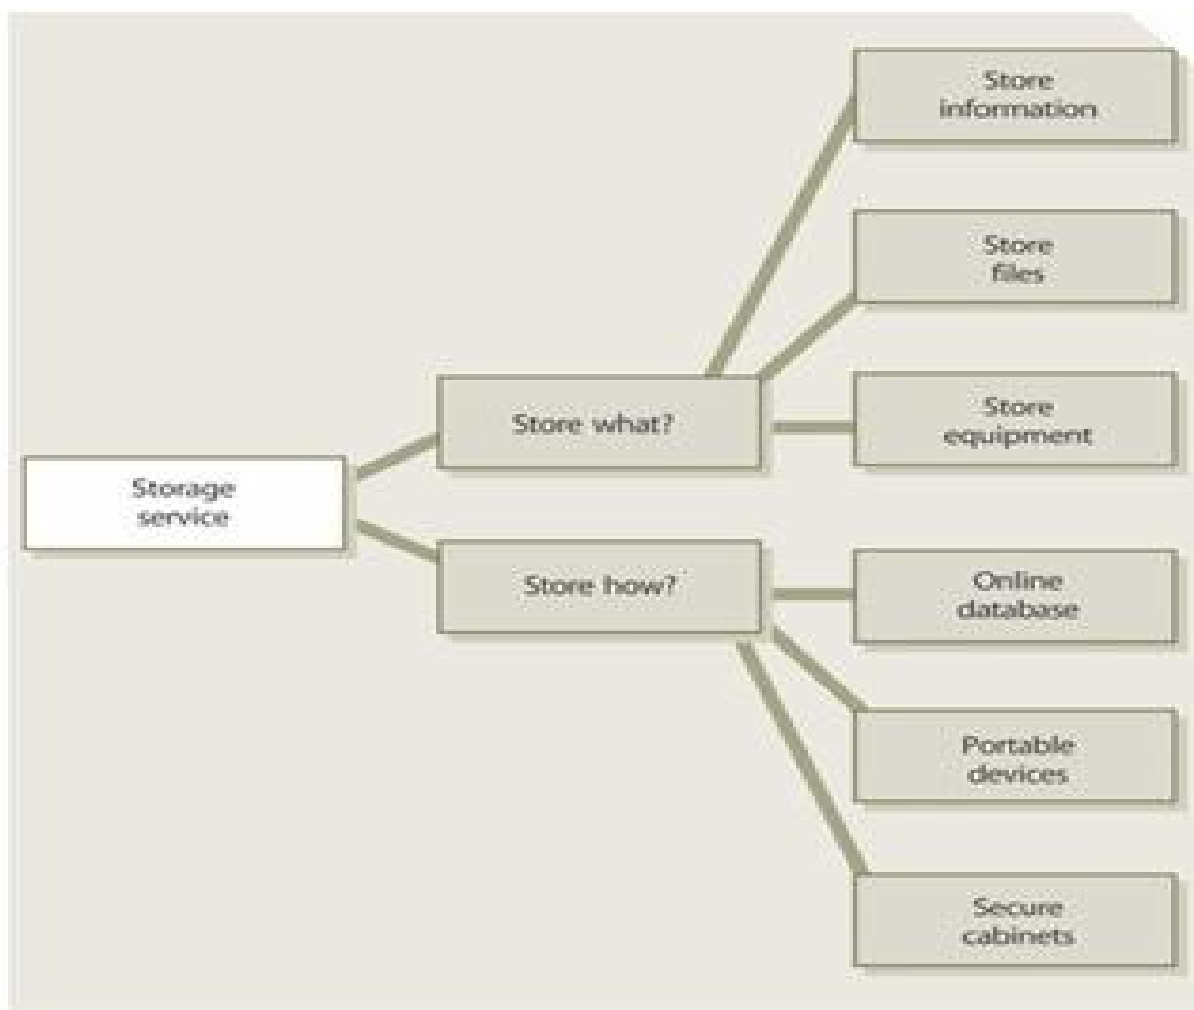 Storage
service
Store what?
Store how?
Store
information
Store
files
Store
equipment
Online
database
Portable
devices
Secure
cabinets